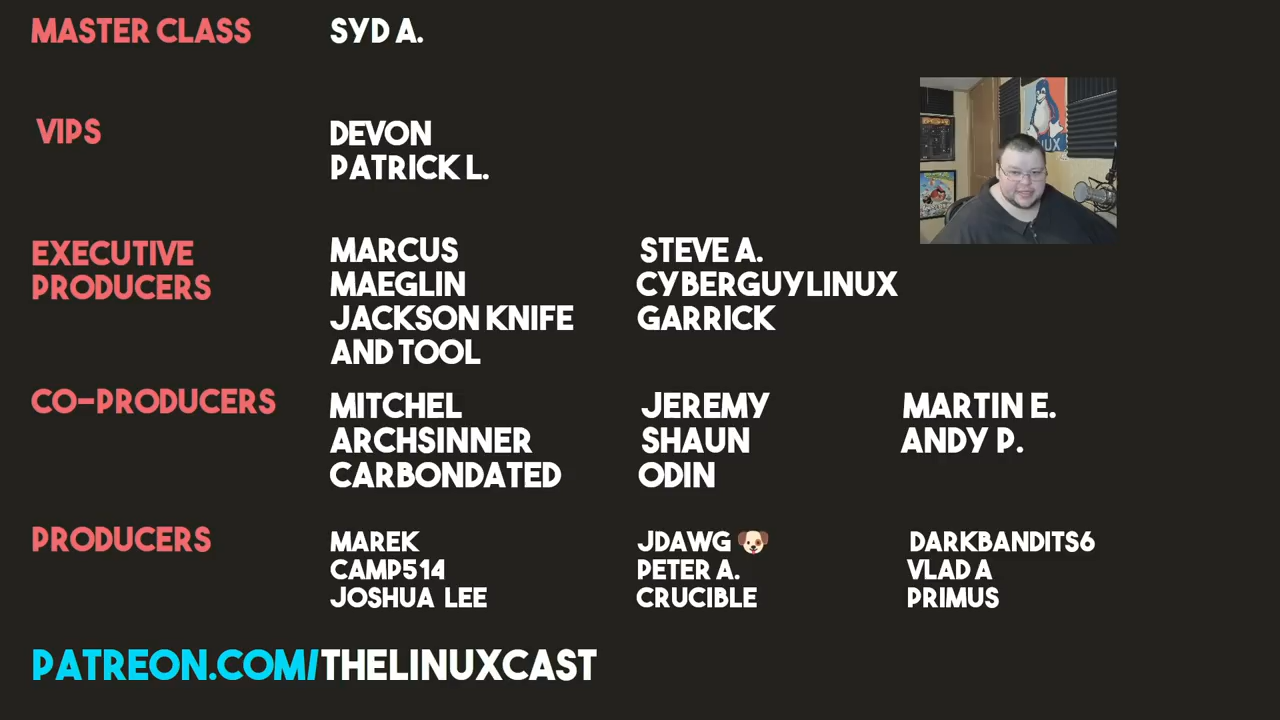 MASTER CLASS
SYD A.
VIPS
DEVON
PATRICK L.
EXECUTIVE
PRODUCERS
MARCUS
MAEGLIN
JACKSON KNIFE
AND TOOL
STEVE A.
CYBERGUYLINUX
GARRICK
CO-PRODUCERS
MITCHEL
ARCHSINNER
CARBONDATED
JEREMY
SHAUN
ODIN
MARTIN E.
ANDY P.
PRODUCERS
MAREK
CAMP514
JOSHUA LEE
JDAWG 🐶
PETER A.
CRUCIBLE
DARKBANDITS6
VLAD A
PRIMUS
PATREON.COM/THELINUXCAST